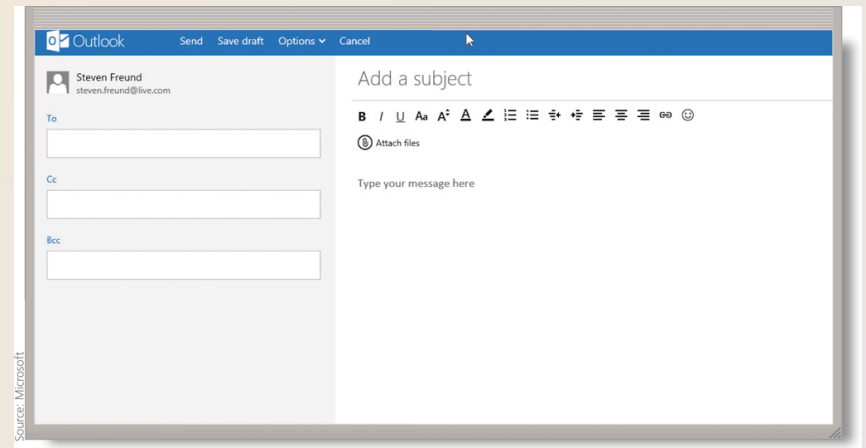 Outlook Send Save draft Options Cancel
Steven Freund
steven.freund@live.com
To
Cc
Bcc
Add a subject
B I U Aa A A
Attach files
Type your message here
Source: Microsoft